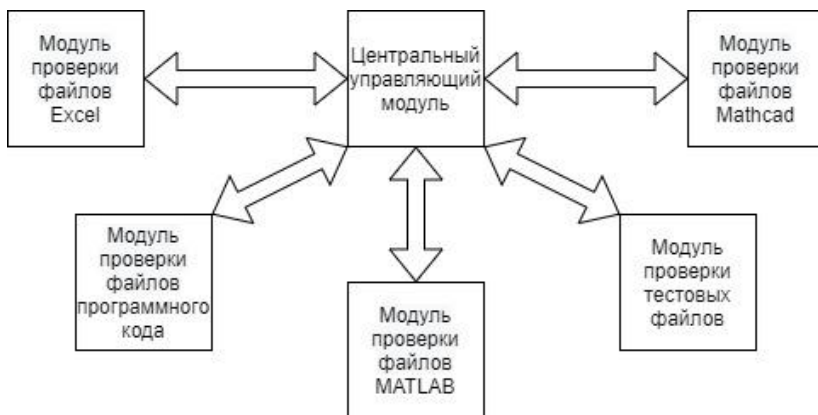 Модуль
проверки
файлов
Excel
Центральный
управляющий
модуль
Модуль
проверки
файлов
Mathcad
Модуль
проверки
файлов
программного
кода
Модуль
проверки
файлов
MATLAB
Модуль
проверки
тестовых
файлов